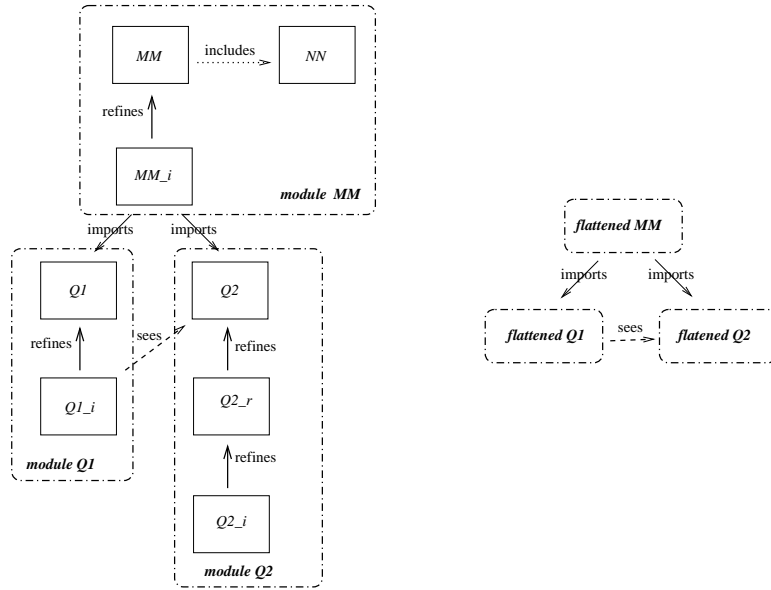 includes
MM
NN
refines
MM_i
module MM
imports
imports
Q1
Q2
refines
sees
refines
Q1_i
Q2_r
module Q1
refines
Q2_i
module Q2
flattened MM
imports
imports
flattened Q1
sees
flatened Q2